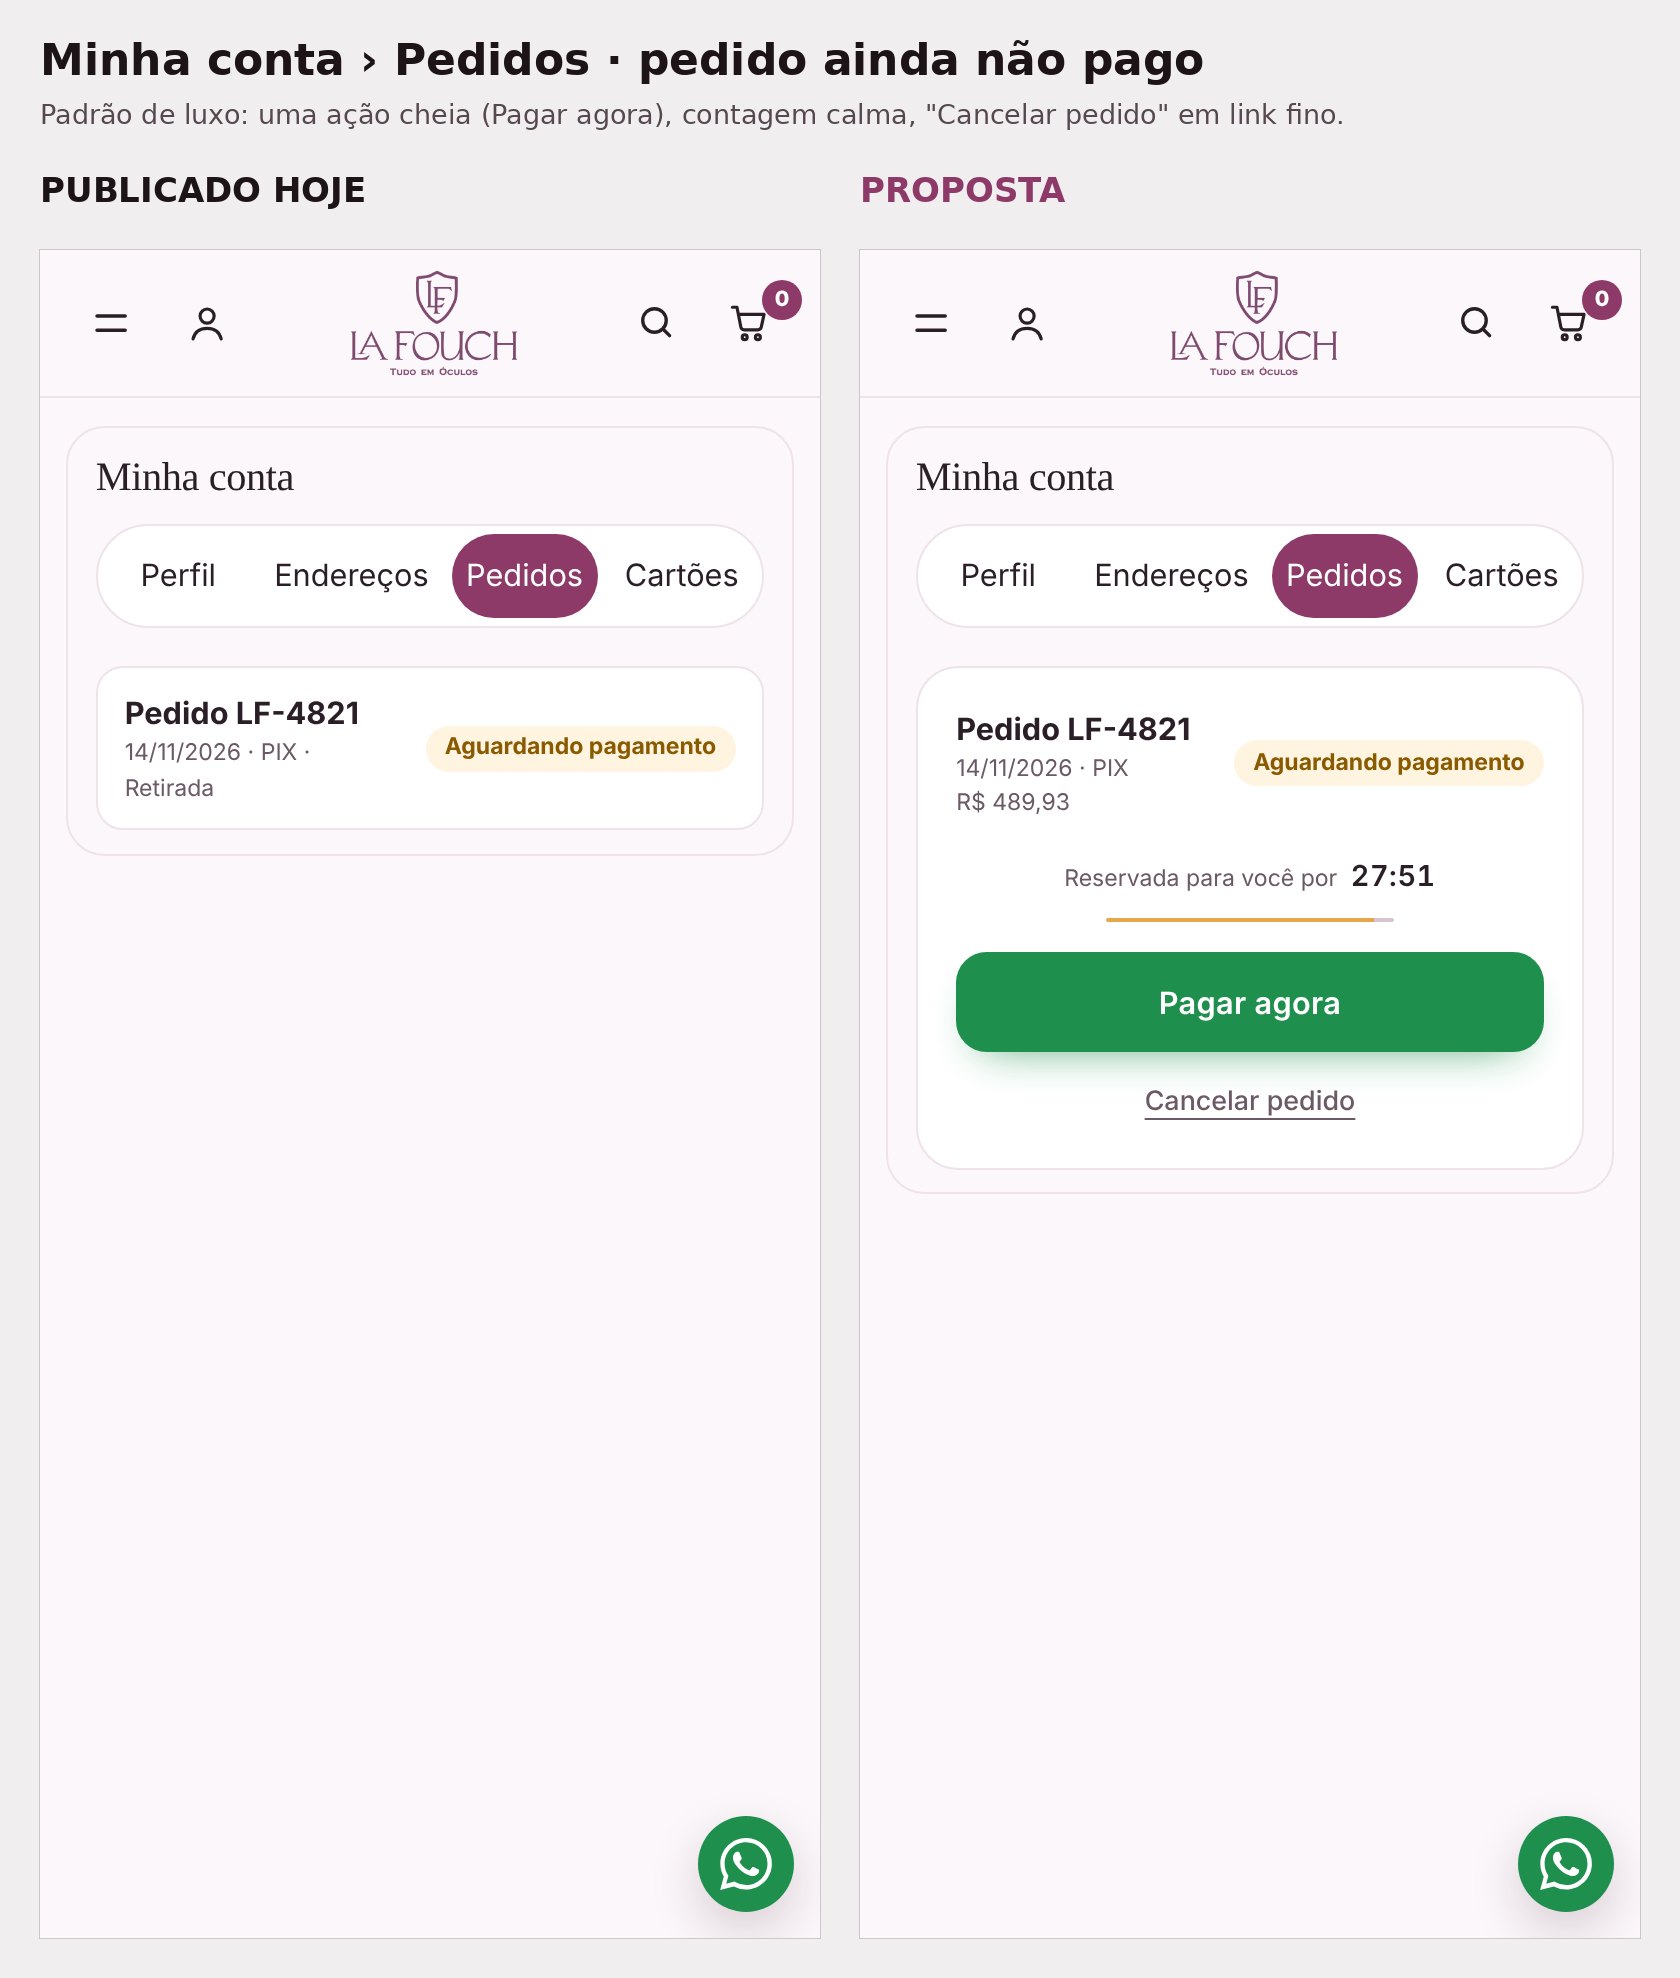 Minha conta › Pedidos · pedido ainda não pago
Padrão de luxo: uma ação cheia (Pagar agora), contagem calma, "Cancelar pedido" em link fino.
PUBLICADO HOJE
LF
LA FOUCH
TUDO EM ÓCULOS
0
Minha conta
Perfil Endereços Pedidos Cartões
Pedido LF-4821
14/11/2026 · PIX ·
Retirada
Aguardando pagamento
PROPOSTA
LF
LA FOUCH
TUDO EM ÓCULOS
0
Minha conta
Perfil Endereços Pedidos Cartões
Pedido LF-4821
14/11/2026 · PIX
R$ 489,93
Aguardando pagamento
Reservada para você por 27:51
Pagar agora
Cancelar pedido